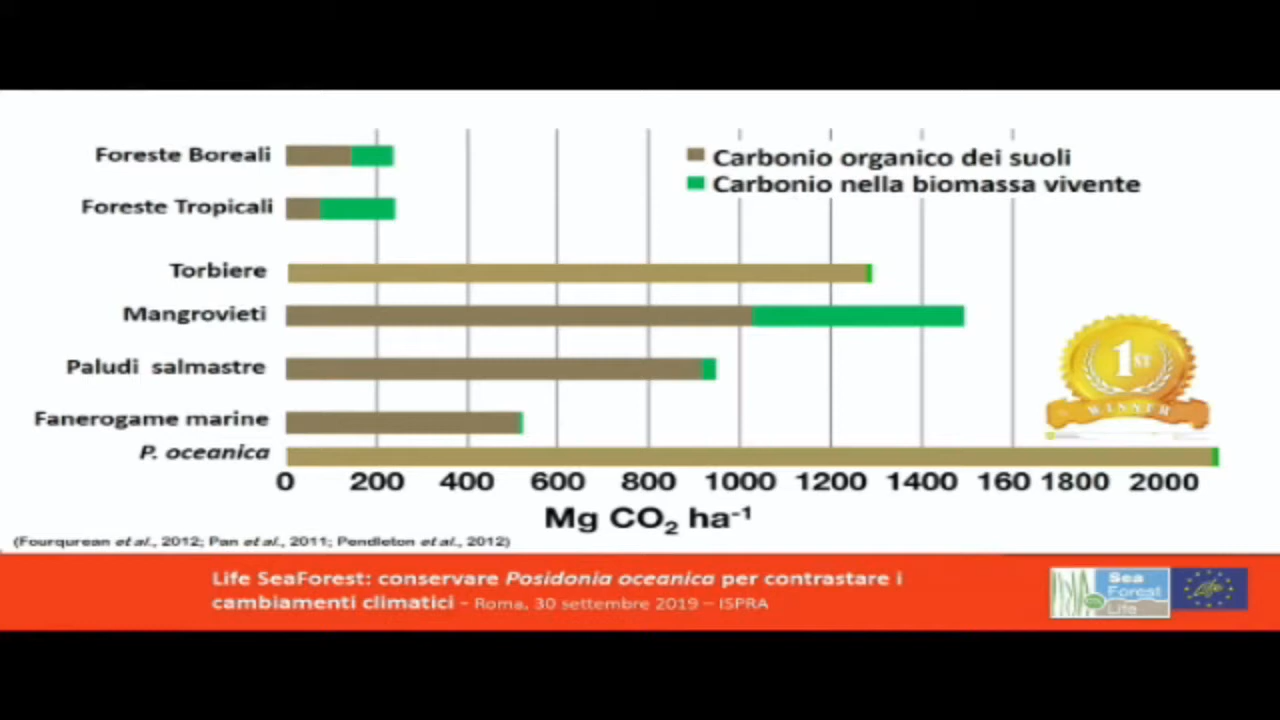 Foreste Boreali
Foreste Tropicali
Torbiere
Mangrovieti
Paludi salmastre
Fanerogame marine
P. oceanica
Carbonio organico dei suoli
Carbonio nella biomassa vivente
1st
WINNER
0 200 400 600 800 1000 1200 1400 160 1800 2000
Mg CO₂ ha⁻¹
(Fourqurean et al., 2012; Pan et al., 2011; Pendleton et al., 2012)
Life SeaForest: conservare Posidonia oceanica per contrastare i
cambiamenti climatici – Roma, 30 settembre 2019 – ISPRA
Sea
Forest
Life
Life